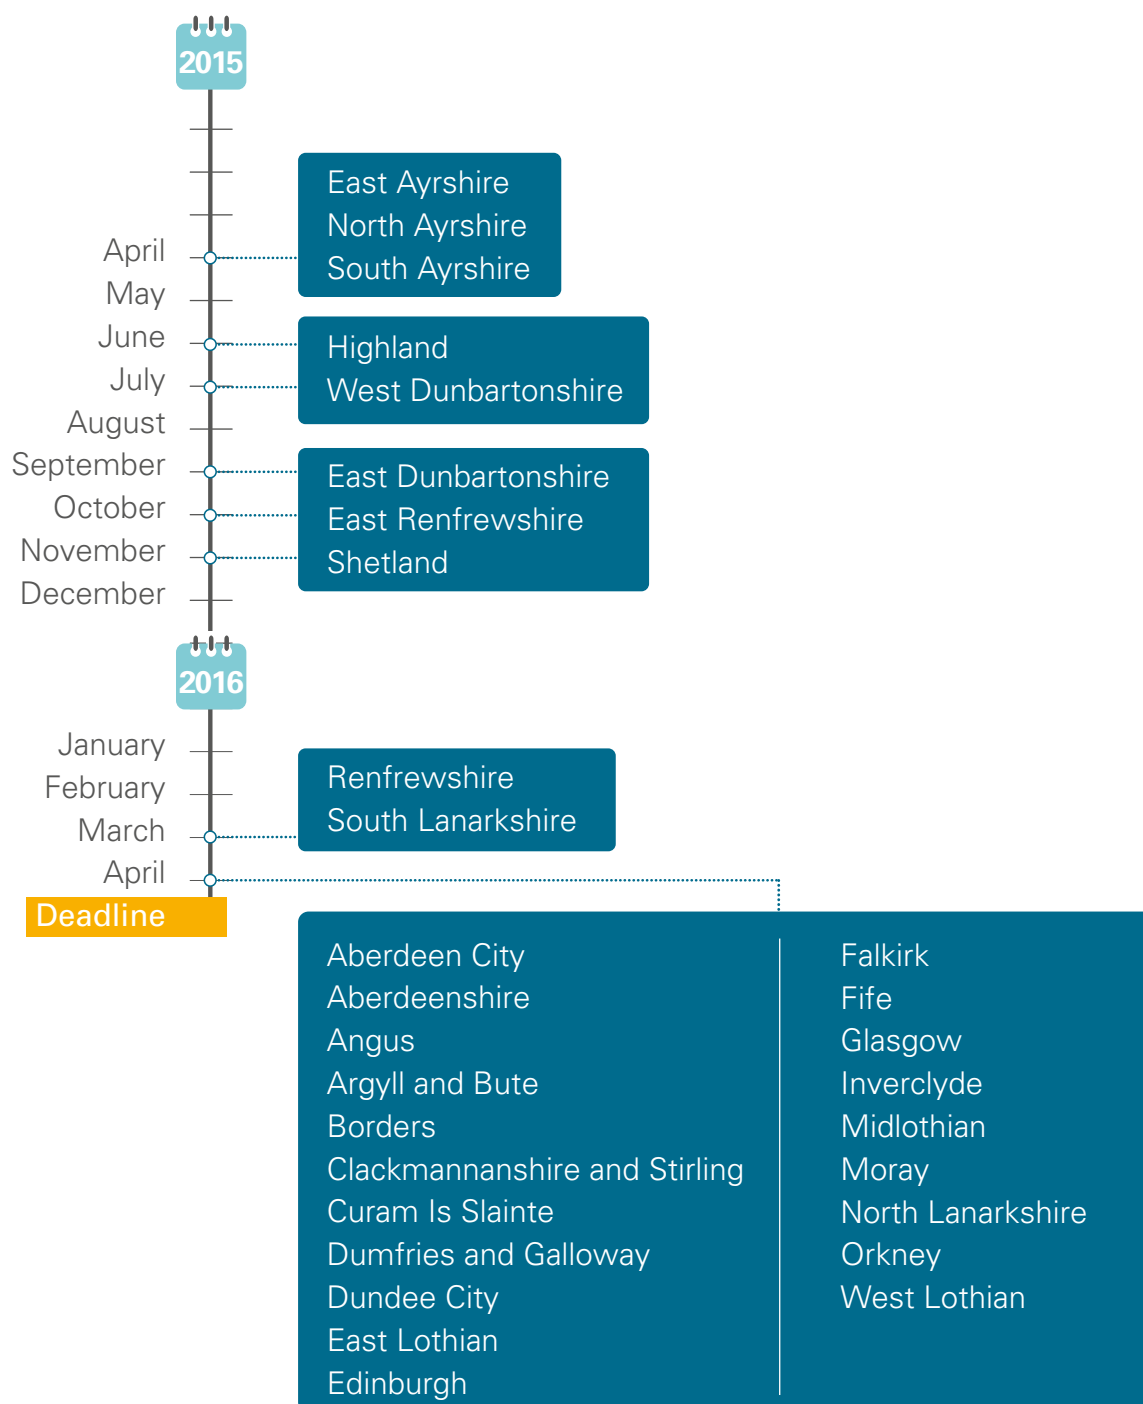 2015
East Ayrshire
North Ayrshire
South Ayrshire
April
May
June
Highland
July
West Dunbartonshire
August
September
East Dunbartonshire
October
East Renfrewshire
November
Shetland
December
2016
January
Renfrewshire
February
South Lanarkshire
March
April
Deadline
Aberdeen City
Aberdeenshire
Angus
Argyll and Bute
Borders
Clackmannanshire and Stirling
Curam Is Slainte
Dumfries and Galloway
Dundee City
East Lothian
Edinburgh
Falkirk
Fife
Glasgow
Inverclyde
Midlothian
Moray
North Lanarkshire
Orkney
West Lothian